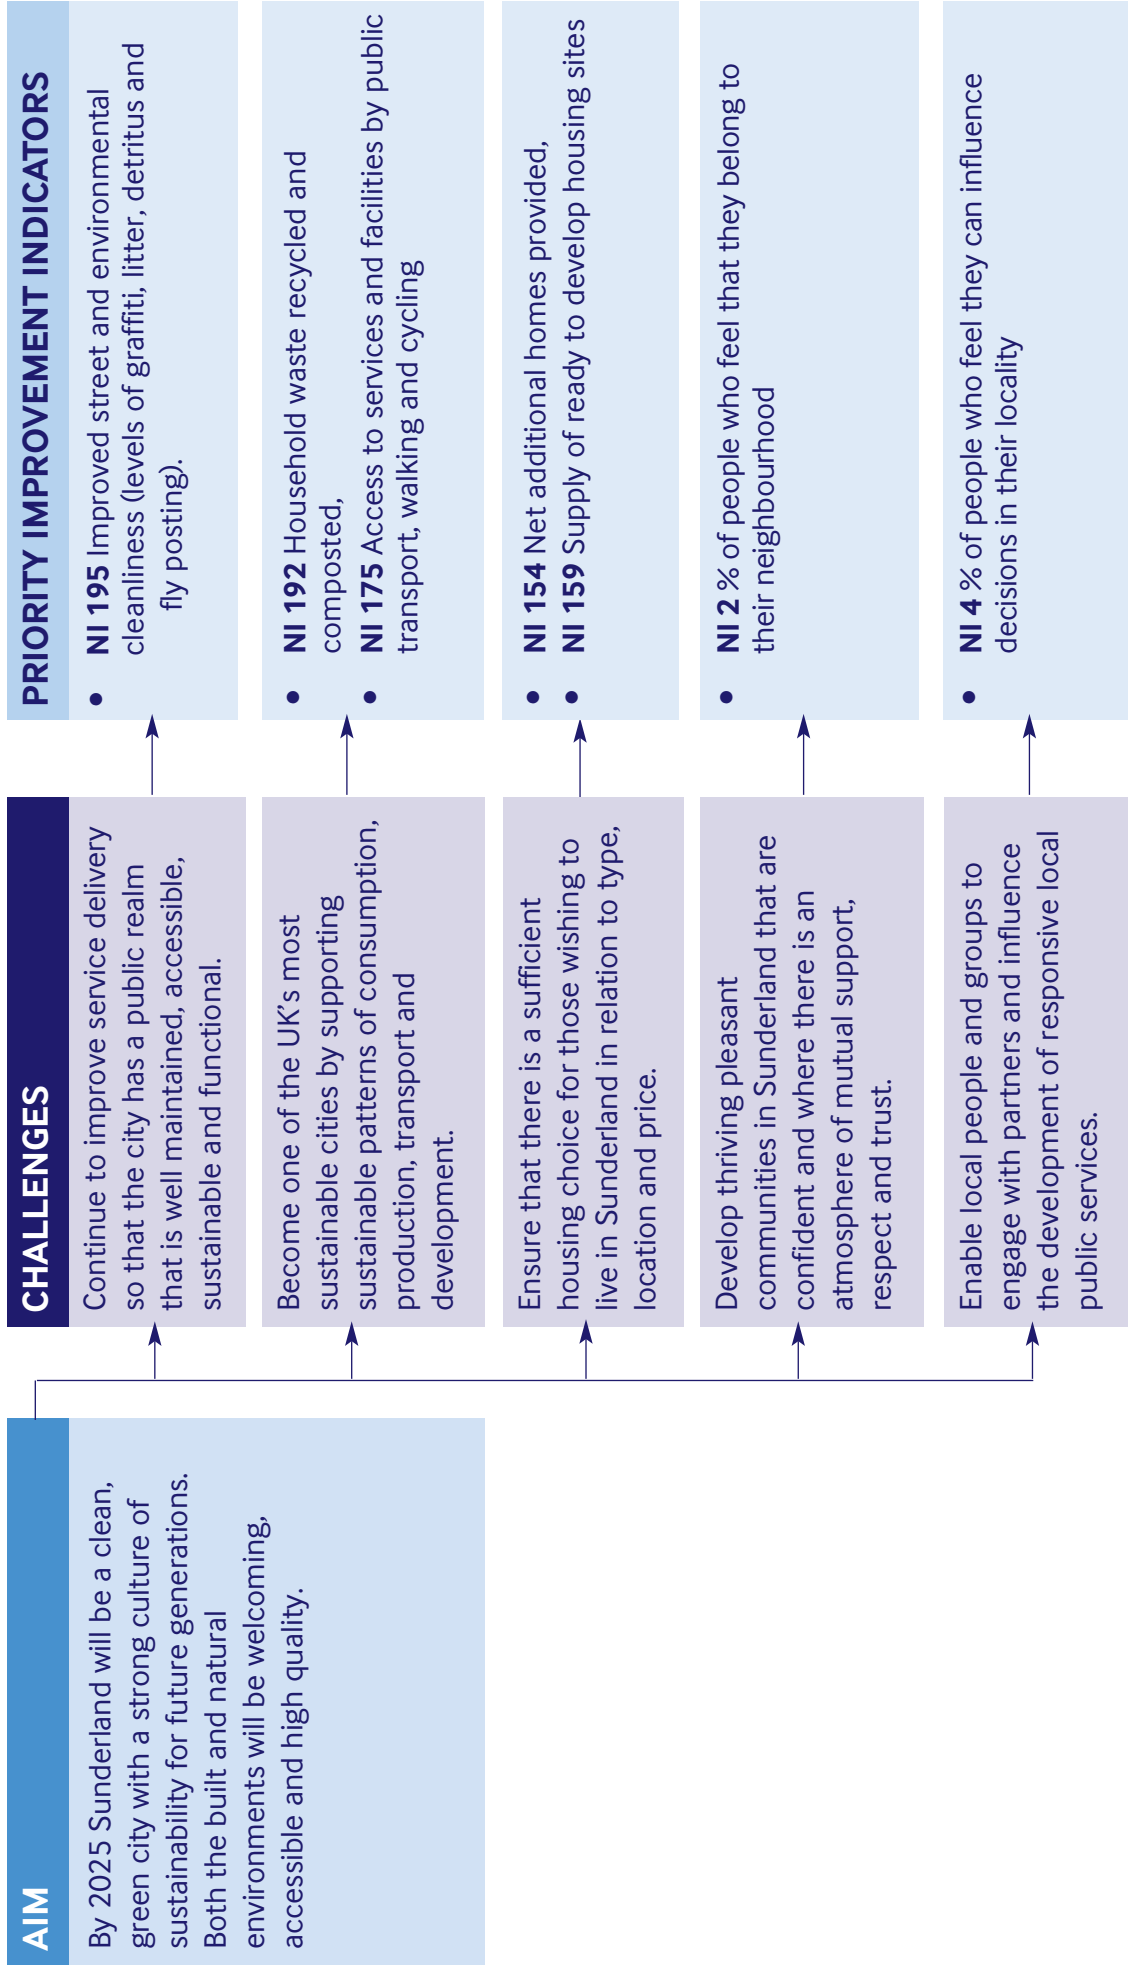 AIM
By 2025 Sunderland will be a clean,
green city with a strong culture of
sustainability for future generations.
Both the built and natural
environments will be welcoming,
accessible and high quality.
CHALLENGES
Continue to improve service delivery
so that the city has a public realm
that is well maintained, accessible,
sustainable and functional.
Become one of the UK's most
sustainable cities by supporting
sustainable patterns of consumption,
production, transport and
development.
Ensure that there is a sufficient
housing choice for those wishing to
live in Sunderland in relation to type,
location and price.
Develop thriving pleasant
communities in Sunderland that are
confident and where there is an
atmosphere of mutual support,
respect and trust.
Enable local people and groups to
engage with partners and influence
the development of responsive local
public services.
PRIORITY IMPROVEMENT INDICATORS
• NI 195 Improved street and environmental
cleanliness (levels of graffiti, litter, detritus and
fly posting).
• NI 192 Household waste recycled and
composted,
• NI 175 Access to services and facilities by public
transport, walking and cycling
• NI 154 Net additional homes provided,
• NI 159 Supply of ready to develop housing sites
• NI 2 % of people who feel that they belong to
their neighbourhood
• NI 4 % of people who feel they can influence
decisions in their locality